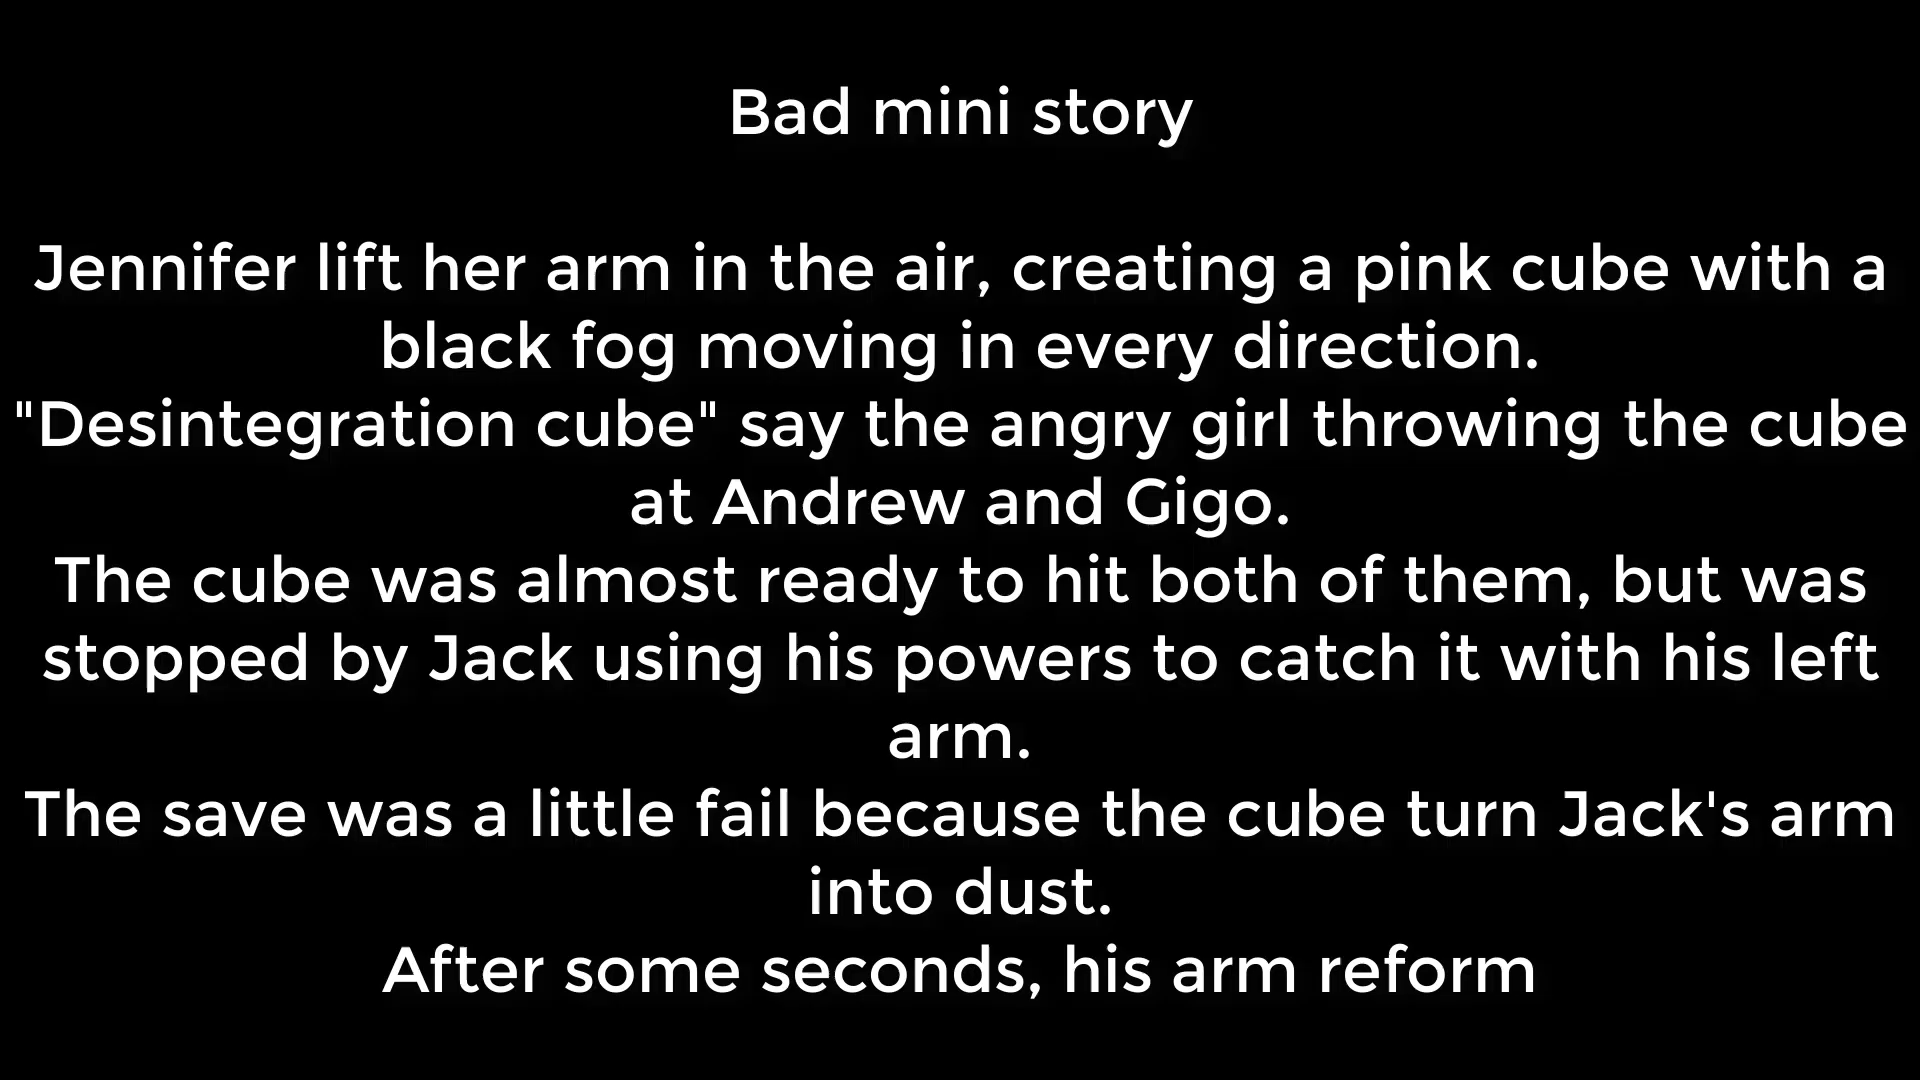 Bad mini story
Jennifer lift her arm in the air, creating a pink cube with a
black fog moving in every direction.
"Desintegration cube" say the angry girl throwing the cube
at Andrew and Gigo.
The cube was almost ready to hit both of them, but was
stopped by Jack using his powers to catch it with his left
arm.
The save was a little fail because the cube turn Jack's arm
into dust.
After some seconds, his arm reform